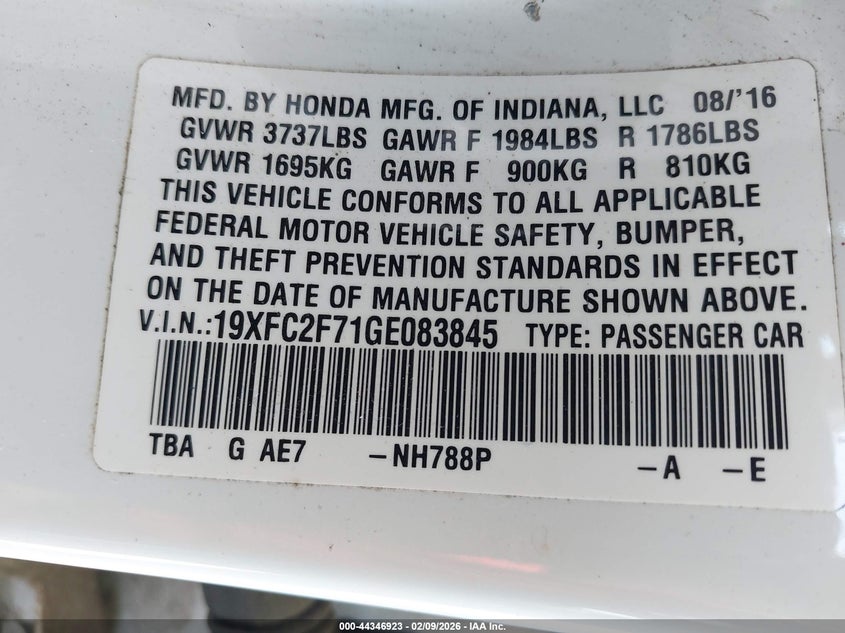 MFD. BY HONDA MFG. OF INDIANA, LLC 08/'16
GVWR 3737LBS GAWR F 1984LBS R 1786LBS
GVWR 1695KG GAWR F 900KG R 810KG
THIS VEHICLE CONFORMS TO ALL APPLICABLE
FEDERAL MOTOR VEHICLE SAFETY, BUMPER,
AND THEFT PREVENTION STANDARDS IN EFFECT
ON THE DATE OF MANUFACTURE SHOWN ABOVE.
V.I.N.:19XFC2F71GE083845 TYPE: PASSENGER CAR
TBA G AE7 -NH788P -A -E
000-44346923 - 02/09/2026 - IAA Inc.